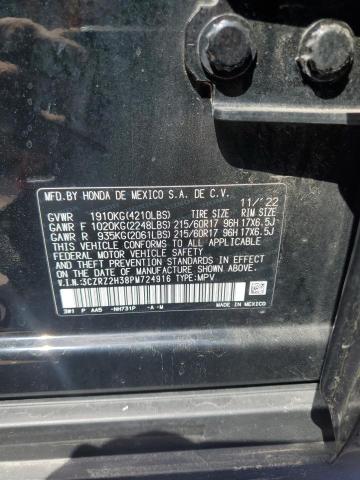 MFD.BY HONDA DE MEXICO S.A. DE C.V.
11/'22
GVWR 1910KG(4210LBS) TIRE SIZE RIM SIZE
GAWR F 1020KG(2248LBS) 215/60R17 96H 17X6.5J
GAWR R 935KG(2061LBS) 215/60R17 96H 17X6.5J
THIS VEHICLE CONFORMS TO ALL APPLICABLE
FEDERAL MOTOR VEHICLE SAFETY
AND THEFT PREVENTION STANDARDS IN EFFECT
ON THE DATE OF MANUFACTURE SHOWN ABOVE.
V.I.N.:3CZRZ2H38PM724916 TYPE:MPV
3W1 P AA5 -NH731P -A -M
MADE IN MEXICO